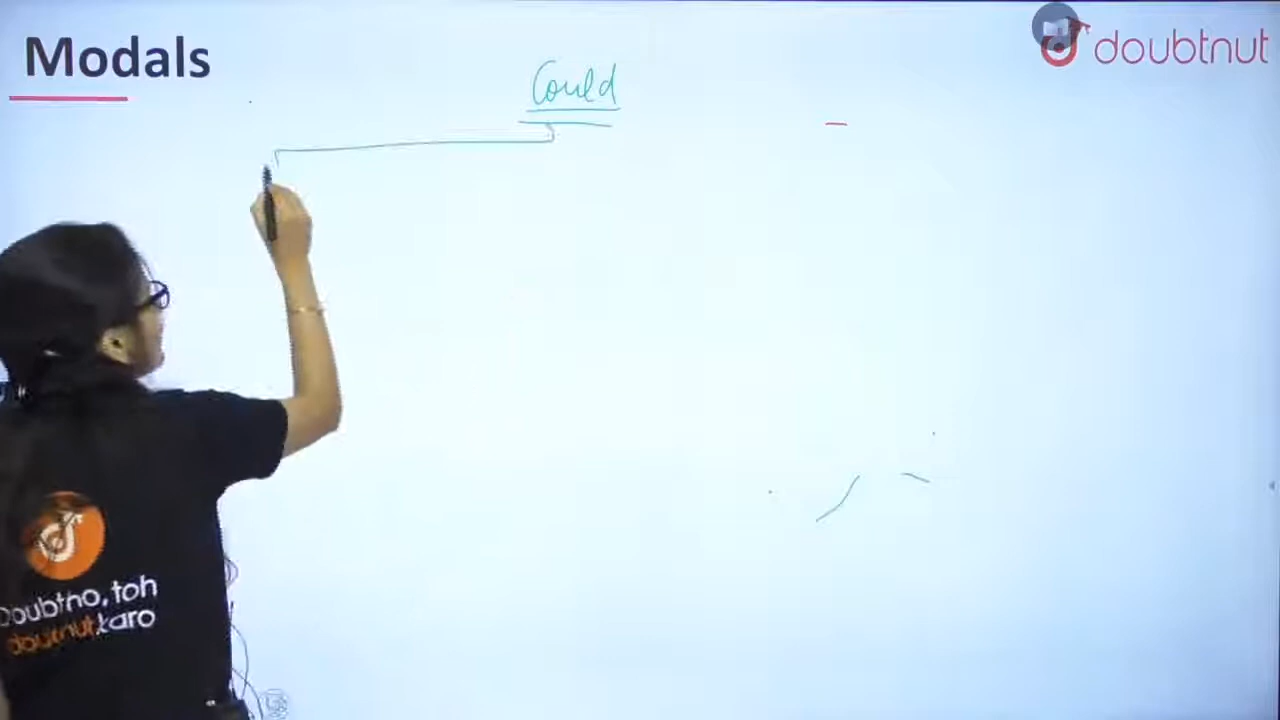 Modals
doubtnut
Could
Doubtno, toh
doubtnut karo